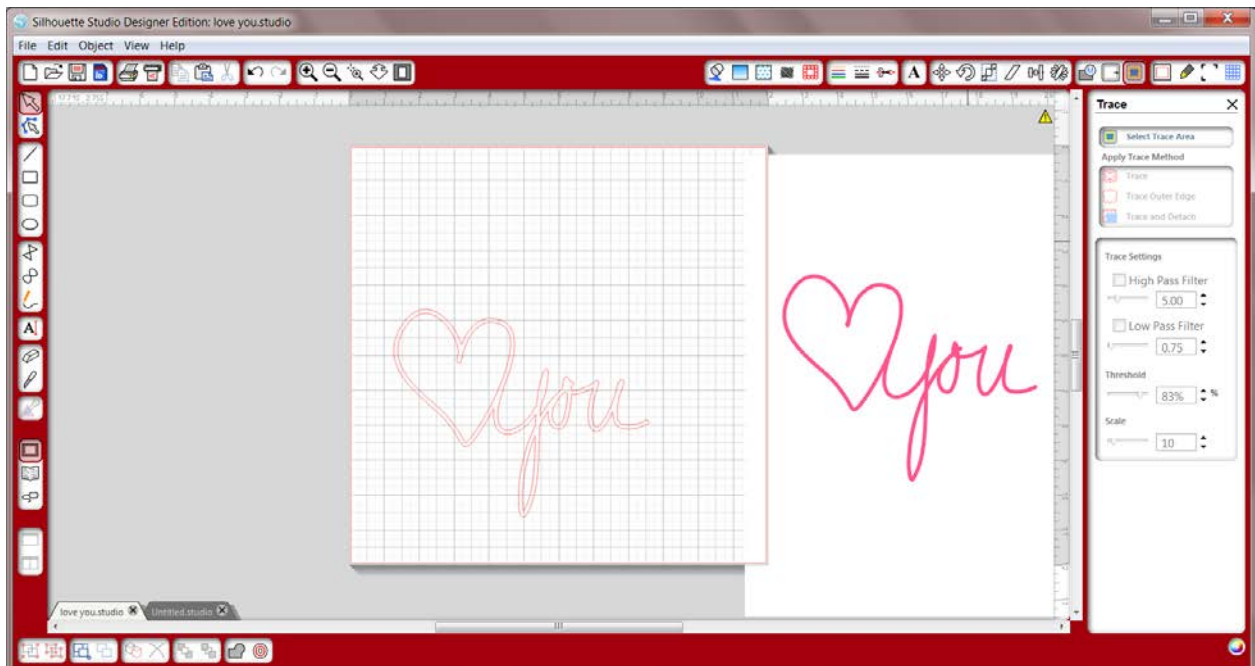 Silhouette Studio Designer Edition: love you.studio
File Edit Object View Help
Trace
Select Trace Area
Apply Trace Method
Trace
Trace Outer Edge
Trace and Detach
Trace Settings
High Pass Filter
5.00
Low Pass Filter
0.75
Threshold
83% %
Scale
10
you
you
love you.studio
Untitled.studio